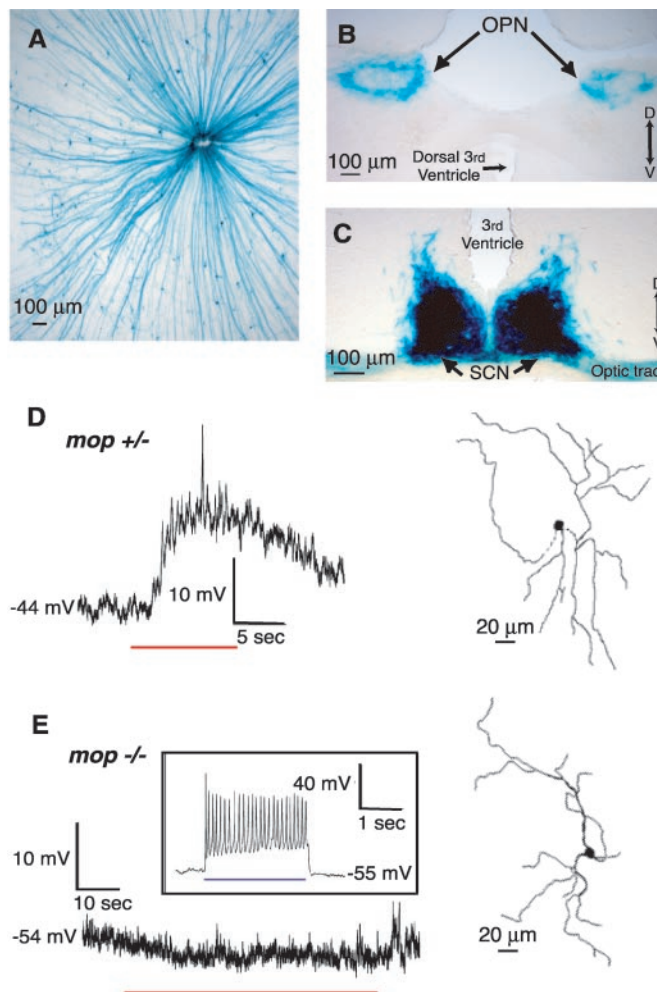 A
100 μm
B
OPN
100 μm
Dorsal 3rd
Ventricle
D
V
C
3rd
Ventricle
100 μm
SCN
Optic trac
D
V
D
mop +/-
-44 mV
10 mV
5 sec
20 μm
E
mop -/-
10 mV
10 sec
-54 mV
40 mV
1 sec
-55 mV
20 μm